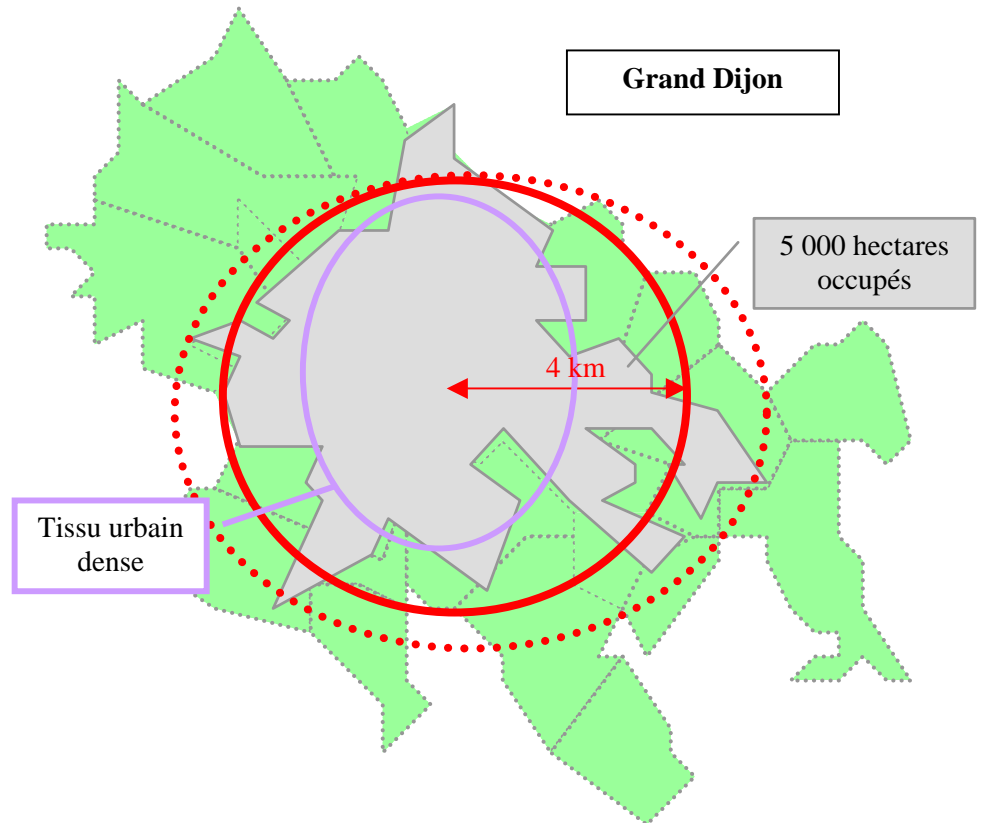 Grand Dijon
5 000 hectares
occupés
4 km
Tissu urbain
dense